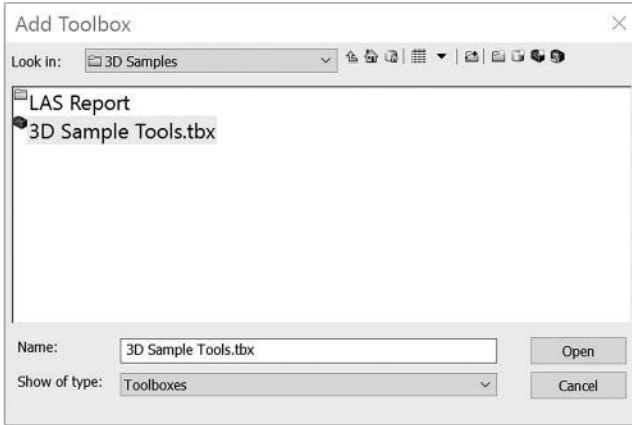 Add Toolbox
Look in: 3D Samples
LAS Report
3D Sample Tools.tbx
Name: 3D Sample Tools.tbx Open
Show of type: Toolboxes Cancel